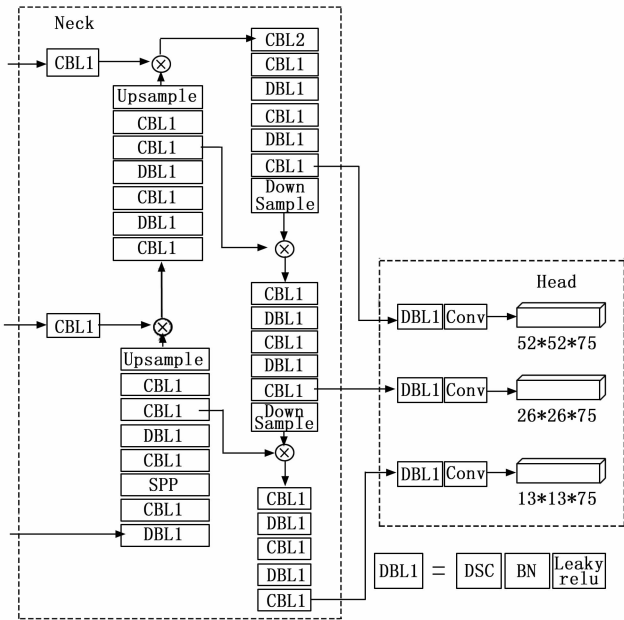 Neck
CBL1
Upsample
CBL1
CBL1
DBL1
CBL1
DBL1
CBL1
CBL1
Upsample
CBL1
CBL1
DBL1
CBL1
SPP
CBL1
DBL1
CBL2
CBL1
DBL1
CBL1
DBL1
CBL1
Down
Sample
CBL1
DBL1
CBL1
DBL1
CBL1
Down
Sample
CBL1
DBL1
CBL1
DBL1
CBL1
Head
DBL1 Conv
52*52*75
DBL1 Conv
26*26*75
DBL1 Conv
13*13*75
DBL1 = DSC BN Leaky
relu